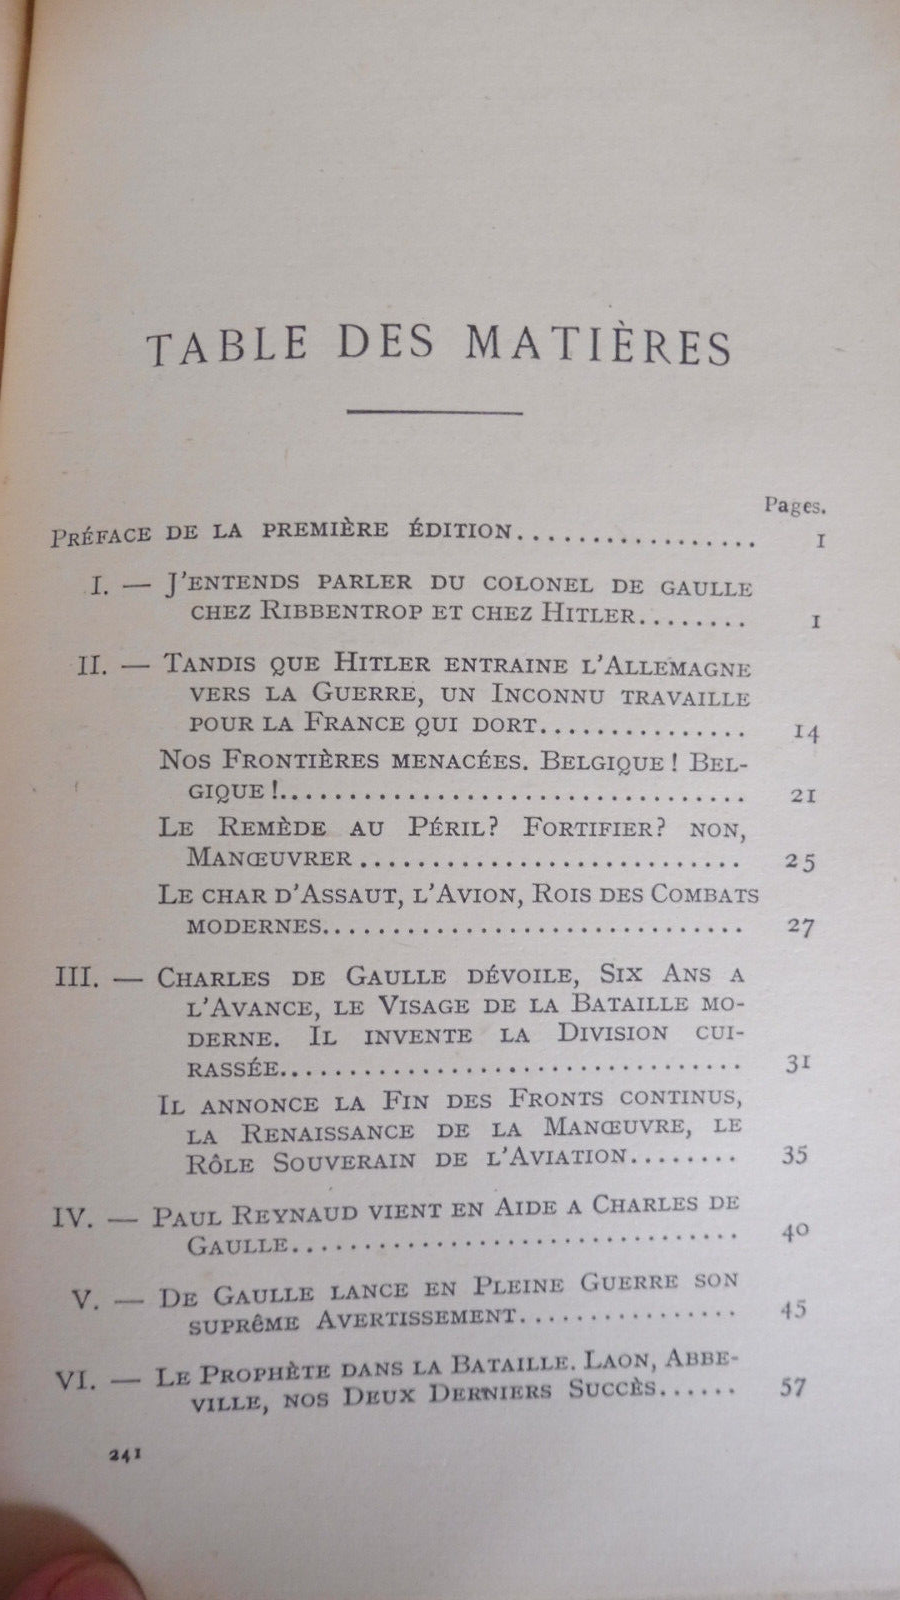 TABLE DES MATIÈRES
Pages.
PRÉFACE DE LA PREMIÈRE ÉDITION.................. I
I. — J'ENTENDS PARLER DU COLONEL DE GAULLE
CHEZ RIBBENTROP ET CHEZ HITLER........ I
II. — TANDIS QUE HITLER ENTRAINE L'ALLEMAGNE
VERS LA GUERRE, UN INCONNU TRAVAILLE
POUR LA FRANCE QUI DORT............... 14
NOS FRONTIÈRES MENACÉES. BELGIQUE ! BEL-
GIQUE !.................................. 21
LE REMÈDE AU PÉRIL? FORTIFIER? NON,
MANŒUVRER ............................ 25
LE CHAR D'ASSAUT, L'AVION, ROIS DES COMBATS
MODERNES................................ 27
III. — CHARLES DE GAULLE DÉVOILE, SIX ANS A
L'AVANCE, LE VISAGE DE LA BATAILLE MO-
DERNE. IL INVENTE LA DIVISION CUI-
RASSÉE................................... 31
IL ANNONCE LA FIN DES FRONTS CONTINUS,
LA RENAISSANCE DE LA MANŒUVRE, LE
RÔLE SOUVERAIN DE L'AVIATION........ 35
IV. — PAUL REYNAUD VIENT EN AIDE A CHARLES DE
GAULLE.................................. 40
V. — DE GAULLE LANCE EN PLEINE GUERRE SON
SUPRêME AVERTISSEMENT................ 45
VI. — LE PROPHÈTE DANS LA BATAILLE. LAON, ABBE-
VILLE, NOS DEUX DERNIERS SUCCÈS...... 57
241